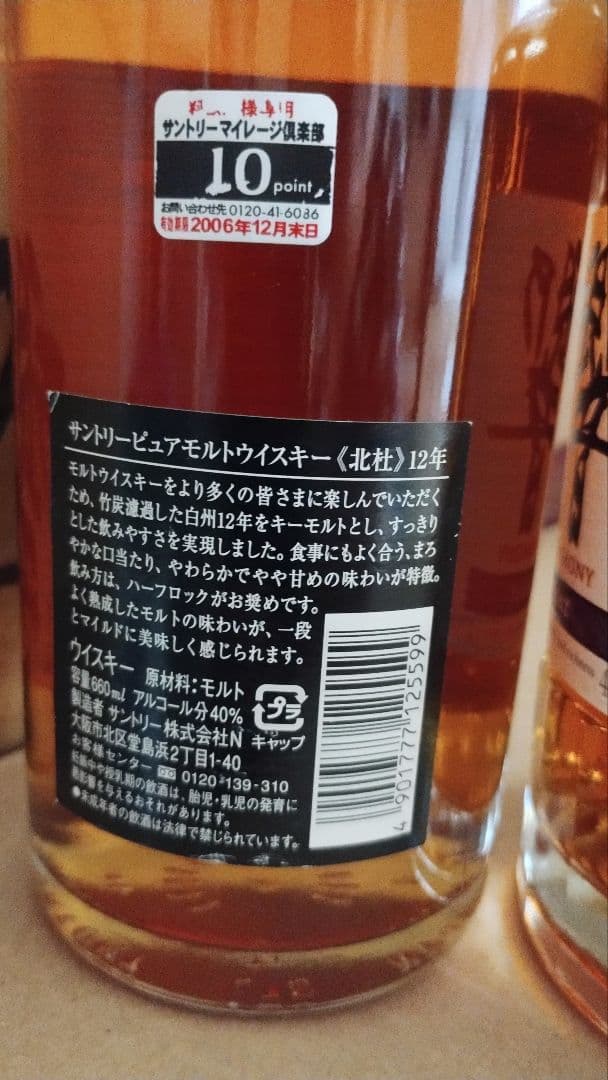 様専用
サントリーマイレージ倶楽部
10 point
お問い合わせ先 0120-41-6086
有効期限 2006年12月末日
サントリーピュアモルトウイスキー《北杜》12年
モルトウイスキーをより多くの皆さまに楽しんでいただく
ため、竹炭濾過した白州12年をキーモルトとし、すっきり
とした飲みやすさを実現しました。食事にもよく合う、まろ
やかな口当たり、やわらかでやや甘めの味わいが特徴。
飲み方は、ハーフロックがお奨めです。
よく熟成したモルトの味わいが、一段
とマイルドに美味しく感じられます。
ウイスキー 原材料:モルト
容量660ml アルコール分40%
製造者 サントリー株式会社N
大阪市北区堂島浜2丁目1-40
お客様センター 0120-139-310
妊娠中や授乳期の飲酒は、胎児・乳児の発育に
悪影響を与えるおそれがあります。
●未成年者の飲酒は法律で禁じられています。
プラ
キャップ
4 901777 125599